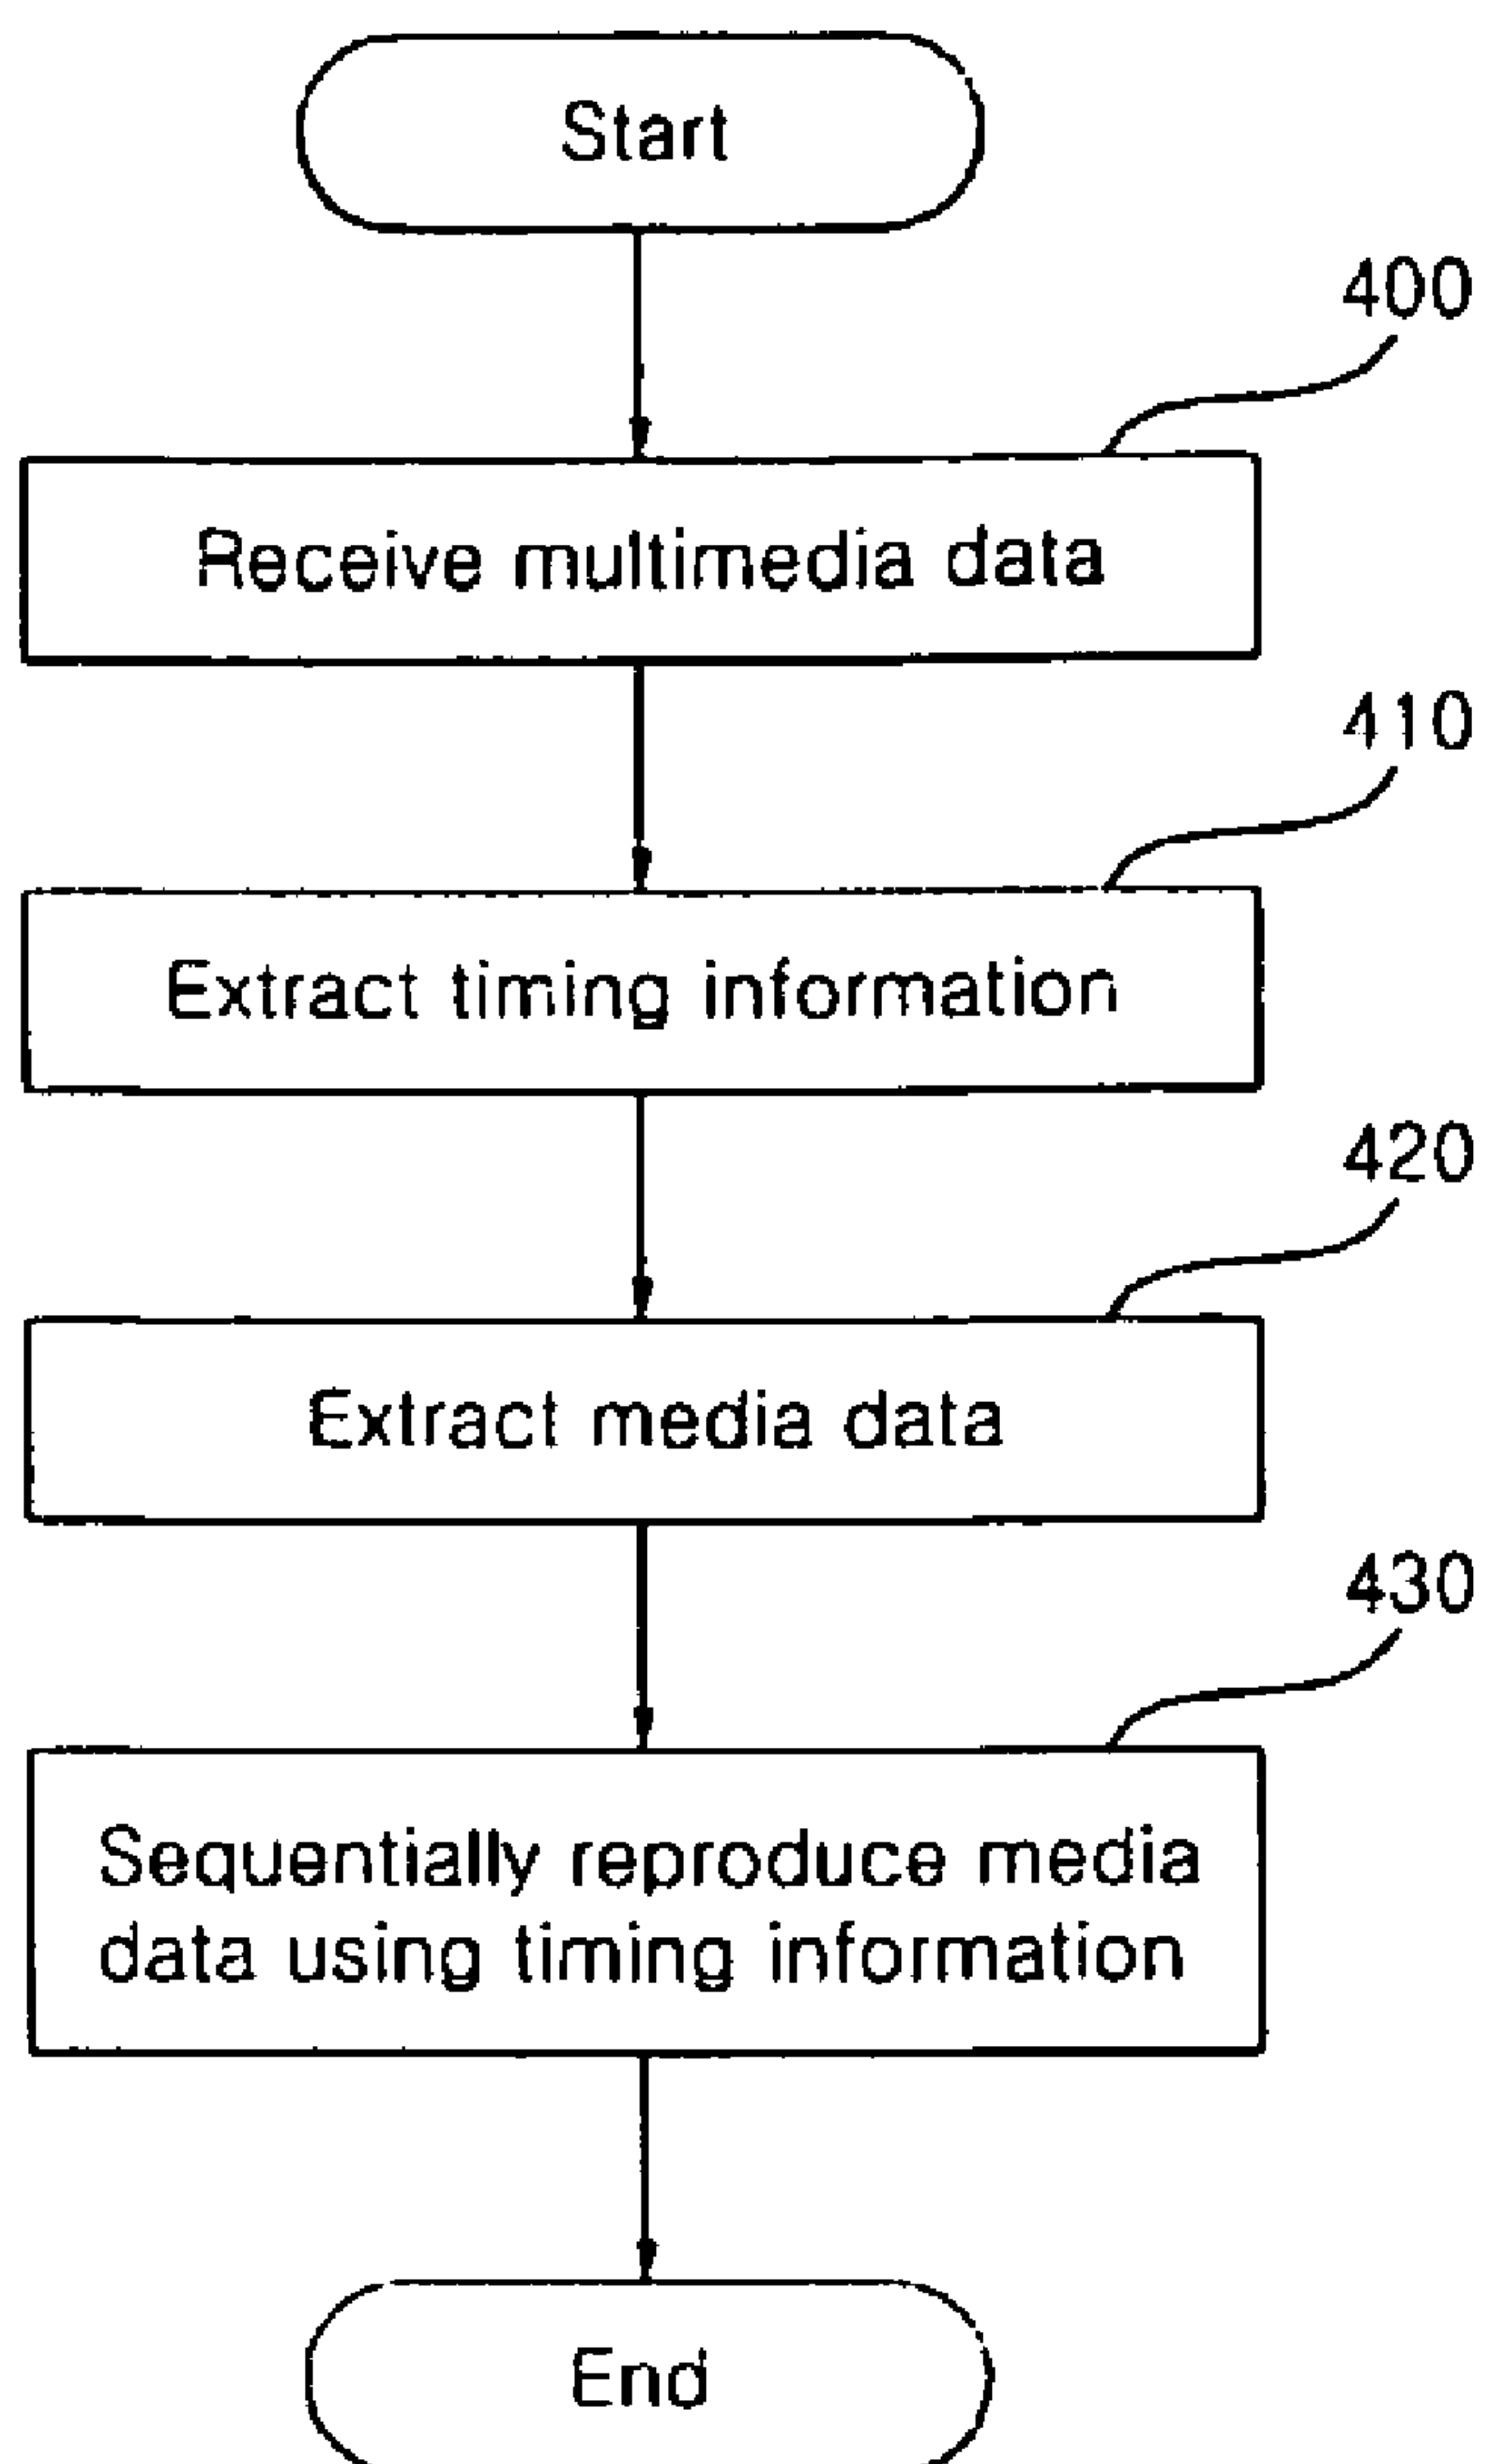 Start
400
Receive multimedia data
410
Extract timing information
420
Extract media data
430
Sequentially reproduce media
data using timing information
End